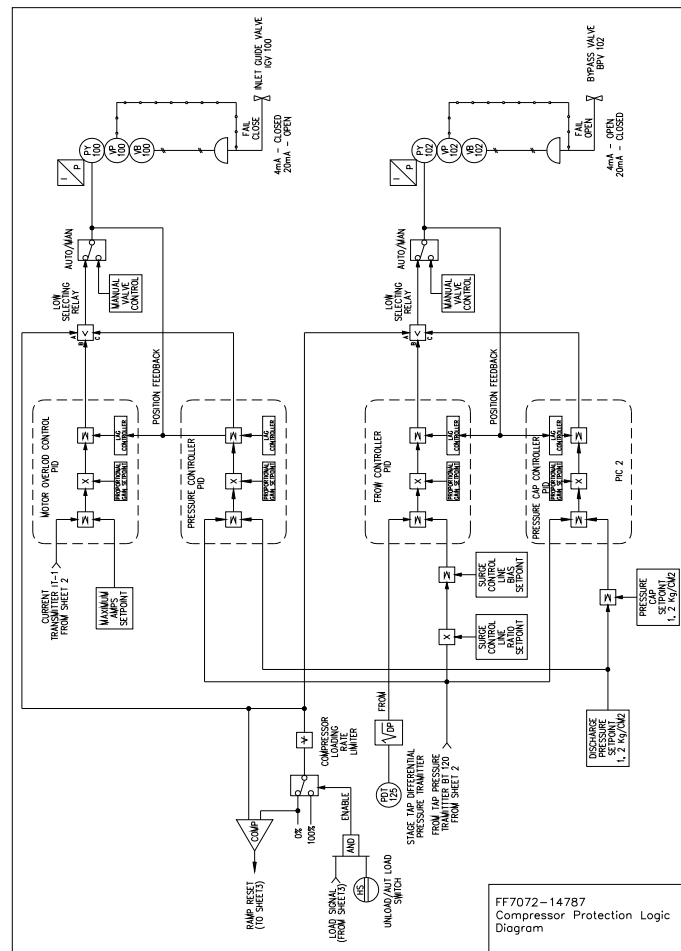 INLET GUIDE VALVE
IGV 100
FAIL
CLOSE
4mA - CLOSED
20mA - OPEN
PY
100
VP
100
VB
100
I
P
AUTO/MAN
MANUAL
VALVE
CONTROL
LOW
SELECTING
RELAY
A
B
C
<
POSITION FEEDBACK
MOTOR OVERLOD CONTROL
PID
Σ
LAG
CONTROLLER
X
PROPORTIONAL
GAIN SETPOINT
Σ
PRESSURE CONTROLLER
PID
Σ
LAG
CONTROLLER
X
PROPORTIONAL
GAIN SETPOINT
Σ
CURRENT
TRANSMITTER IT-1
FROM SHEET 2
MAXIMUM
AMPS
SETPOINT
BYPASS VALVE
BPV 102
FAIL
OPEN
4mA - OPEN
20mA - CLOSED
PY
102
VP
102
VB
102
I
P
AUTO/MAN
MANUAL
VALVE
CONTROL
LOW
SELECTING
RELAY
A
B
C
<
POSITION FEEDBACK
FROW CONTROLLER
PID
Σ
LAG
CONTROLLER
X
PROPORTIONAL
GAIN SETPOINT
Σ
PRESSURE CAP CONTROLLER
PID
Σ
LAG
CONTROLLER
X
PROPORTIONAL
GAIN SETPOINT
Σ
PIC 2
Σ
SURGE
CONTROL
LINE
BIAS
SETPOINT
X
SURGE
CONTROL
LINE
RATIO
SETPOINT
Σ
PRESSURE
CAP
SETPOINT
1, 2 Kg/CM2
DISCHARGE
PRESSURE
SETPOINT
1, 2 Kg/CM2
FROM
√DP
PDT
125
STAGE TAP DIFFERENTIAL
PRESSURE TRAMITTER
FROM TAP PRESSURE
TRAMITTER BT 120
FROM SHEET 2
COMPRESSOR
LOADING
RATE
LIMITER
COMP
0%
100%
ENABLE
AND
HS
RAMP RESET
(TO SHEET3)
LOAD SIGNAL
(FROM SHEET3)
UNLOAD/AUT LOAD
SWITCH
FF7072-14787
Compressor Protection Logic
Diagram